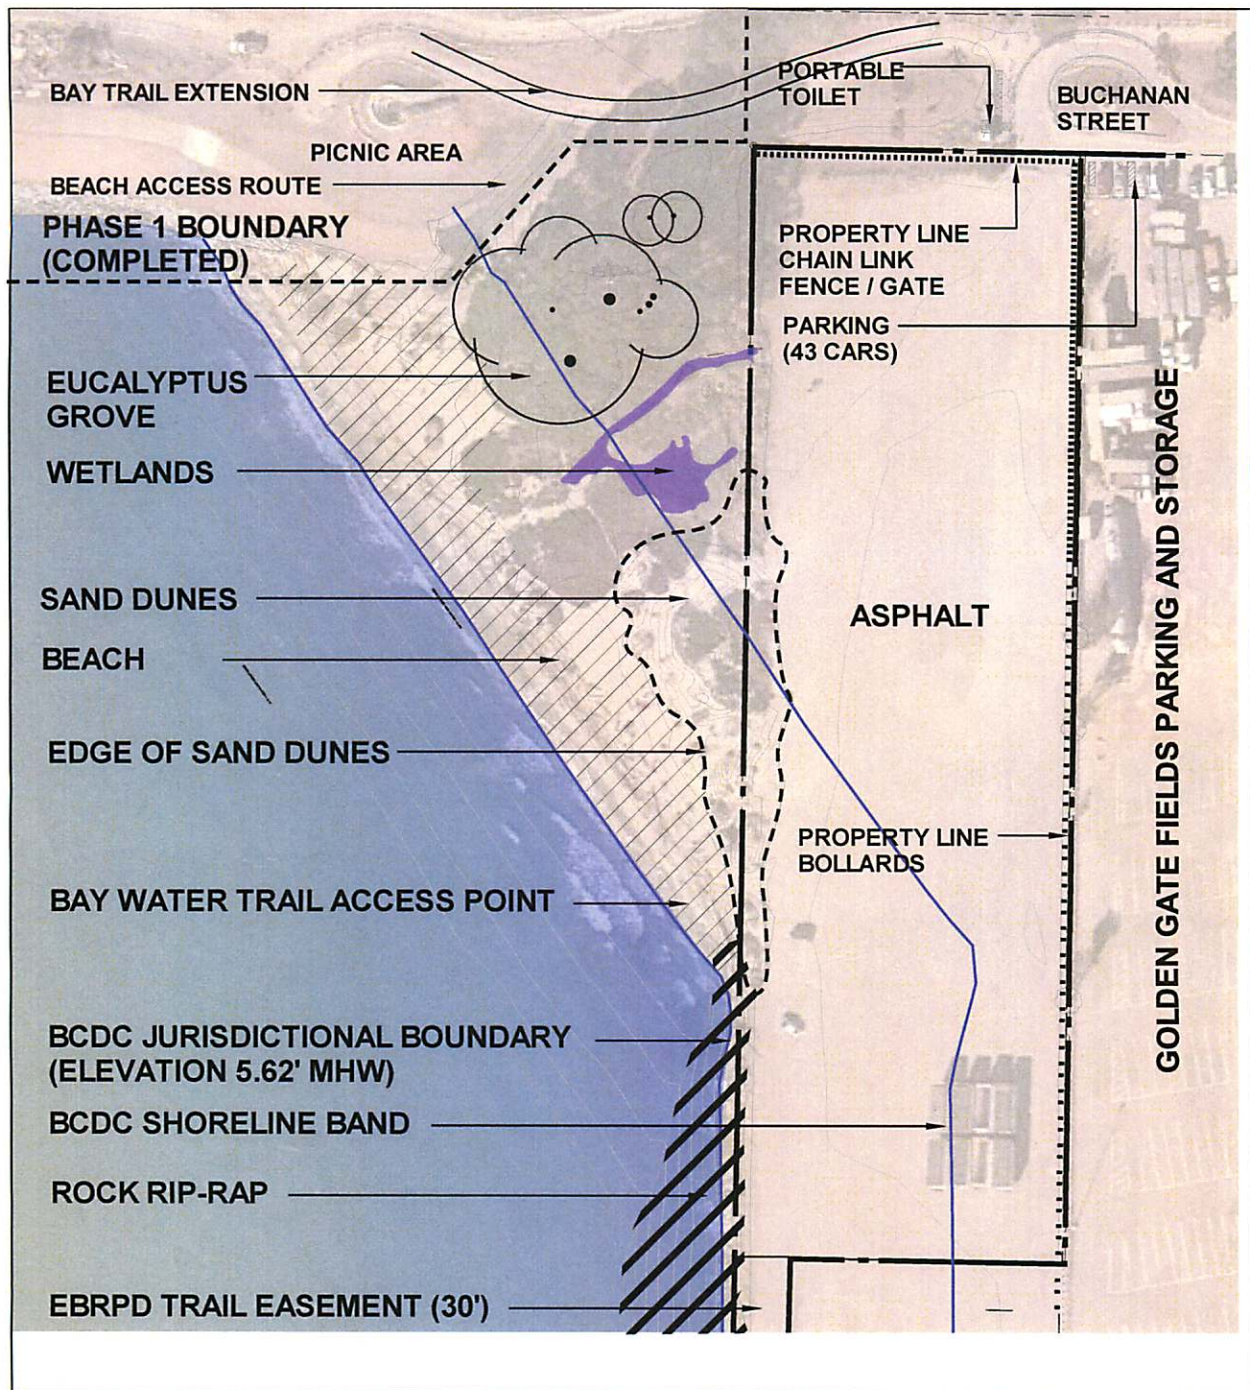 BAY TRAIL EXTENSION
PORTABLE
TOILET
BUCHANAN
STREET
PICNIC AREA
BEACH ACCESS ROUTE
PHASE 1 BOUNDARY
(COMPLETED)
PROPERTY LINE
CHAIN LINK
FENCE / GATE
PARKING
(43 CARS)
EUCALYPTUS
GROVE
WETLANDS
SAND DUNES
BEACH
ASPHALT
EDGE OF SAND DUNES
PROPERTY LINE
BOLLARDS
GOLDEN GATE FIELDS PARKING AND STORAGE
BAY WATER TRAIL ACCESS POINT
BCDC JURISDICTIONAL BOUNDARY
(ELEVATION 5.62' MHW)
BCDC SHORELINE BAND
ROCK RIP-RAP
EBRPD TRAIL EASEMENT (30')